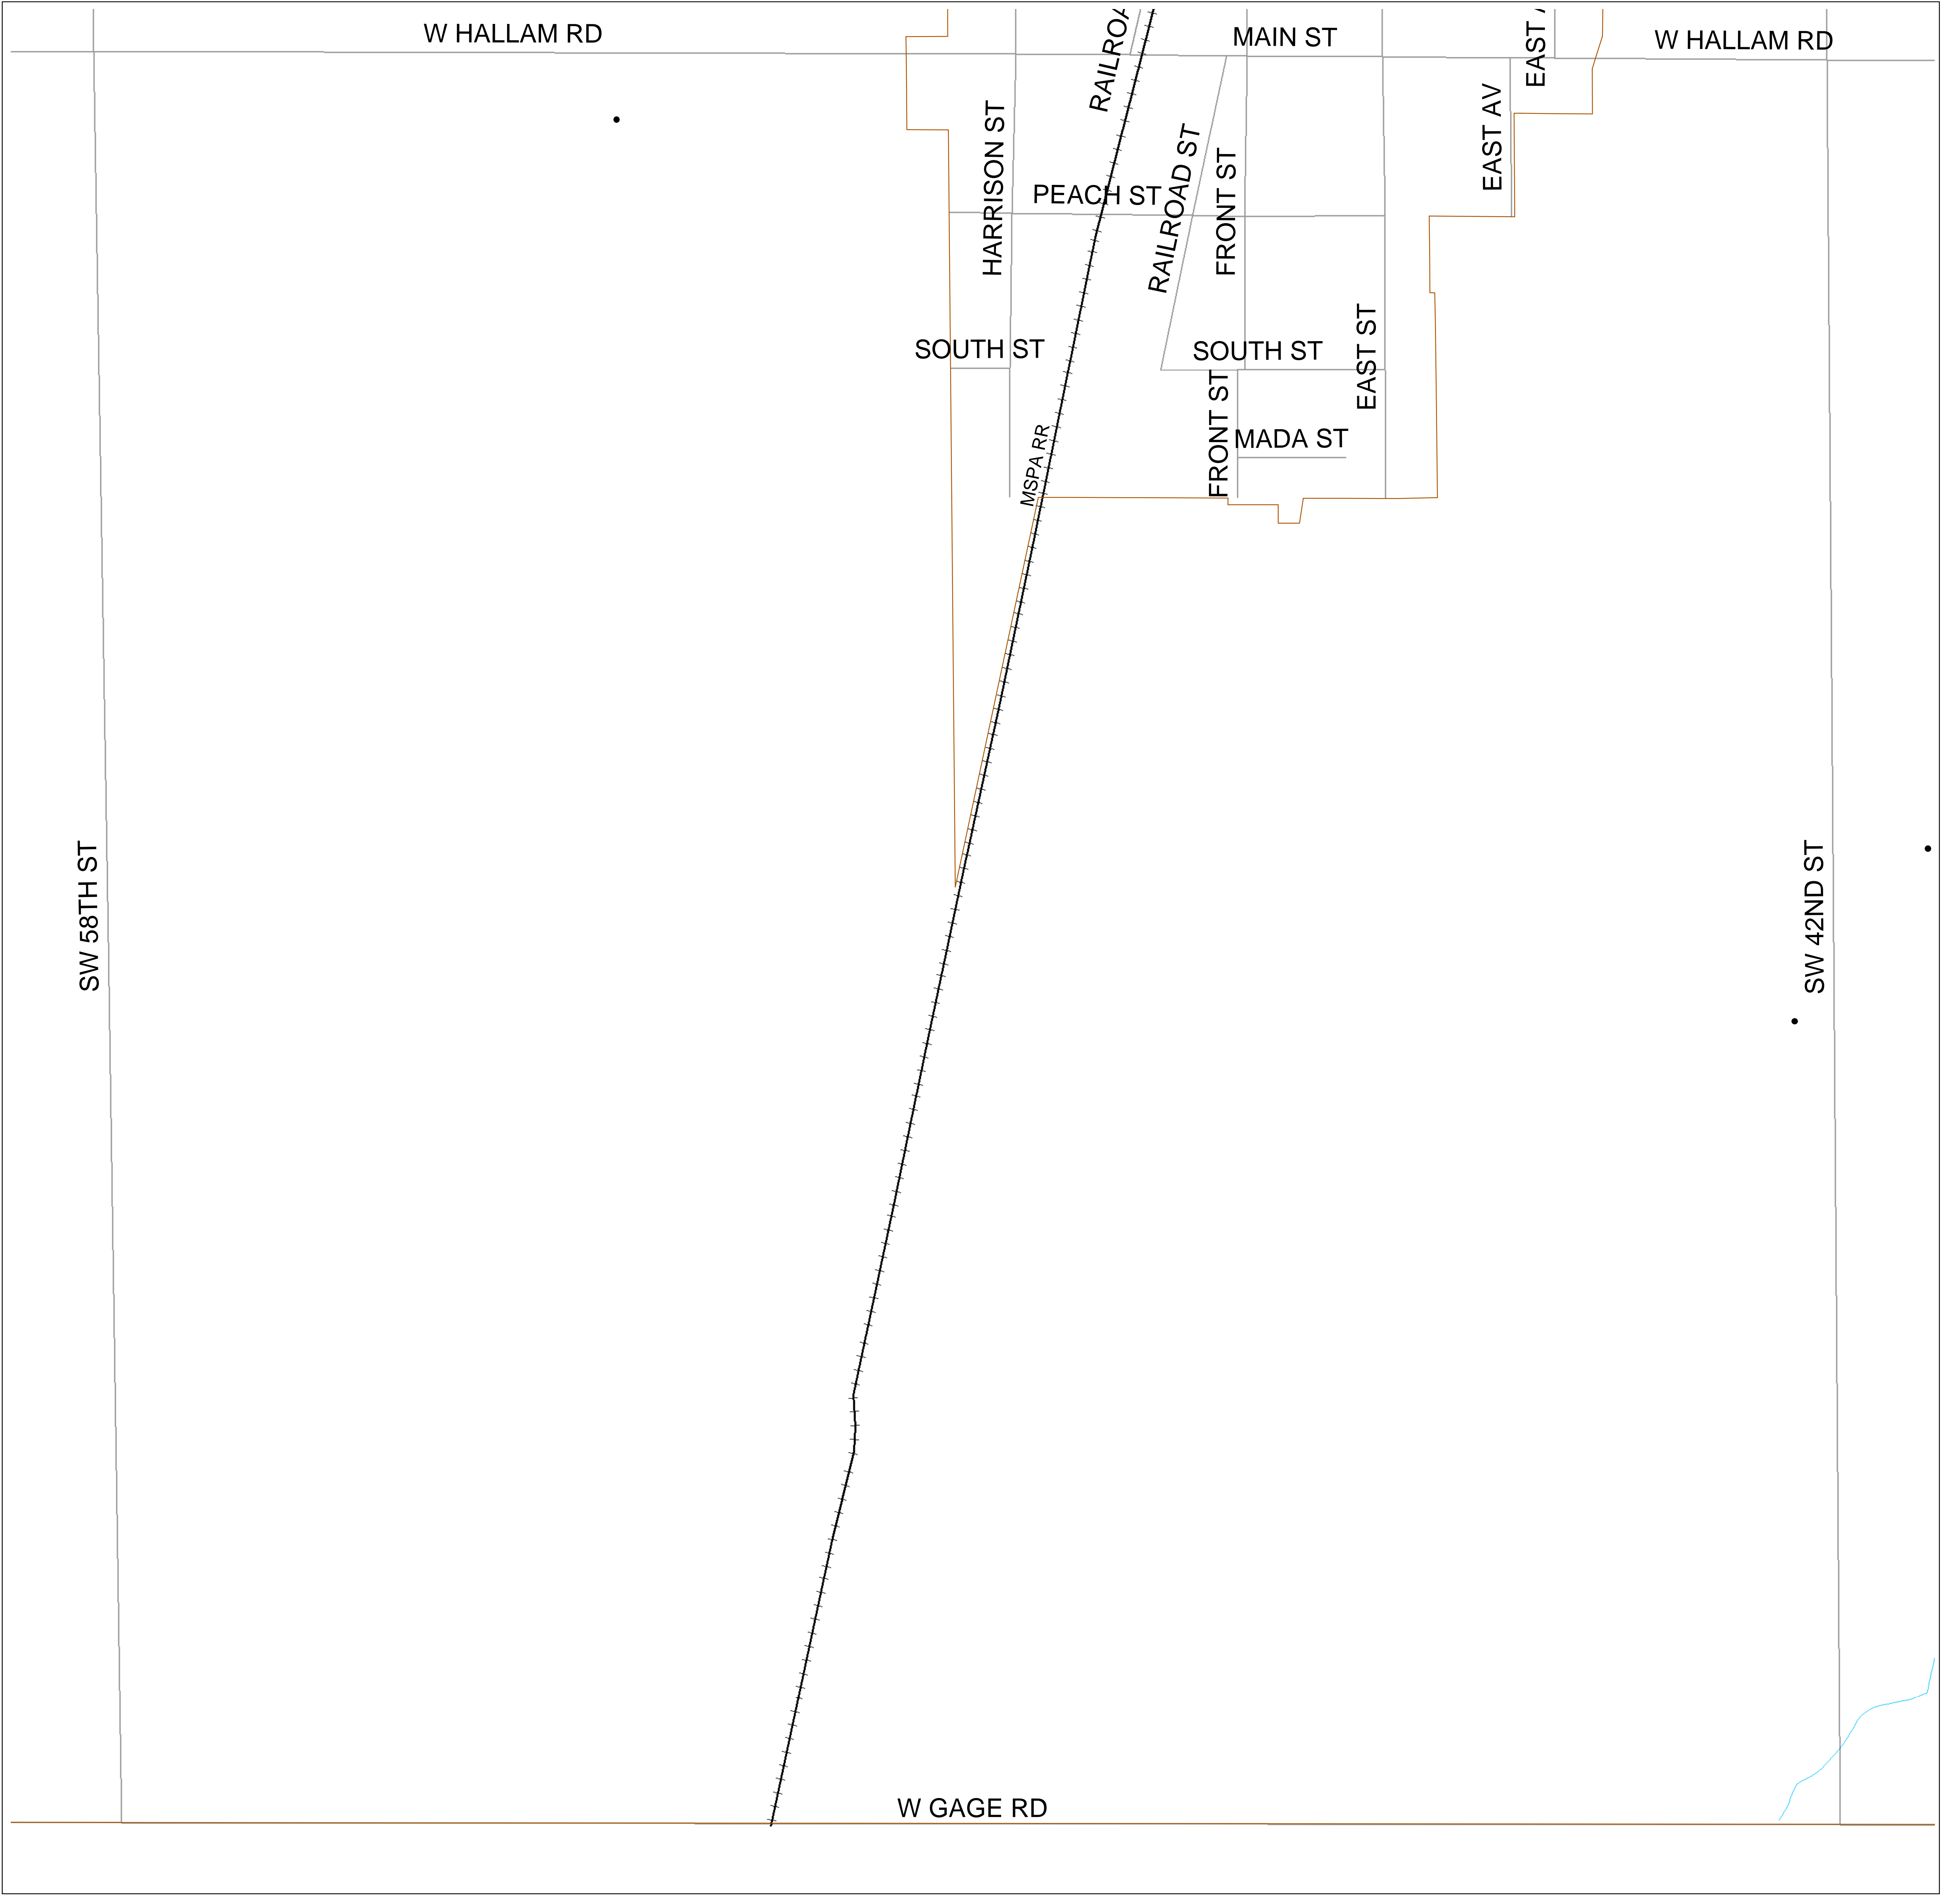 W HALLAM RD
MAIN ST
EAST
W HALLAM RD
HARRISON ST
EAST AV
PEACH ST
RAILROAD ST
FRONT ST
SOUTH ST
SOUTH ST
EAST ST
FRONT ST
MADA ST
MSPA RR
SW 58TH ST
SW 42ND ST
W GAGE RD